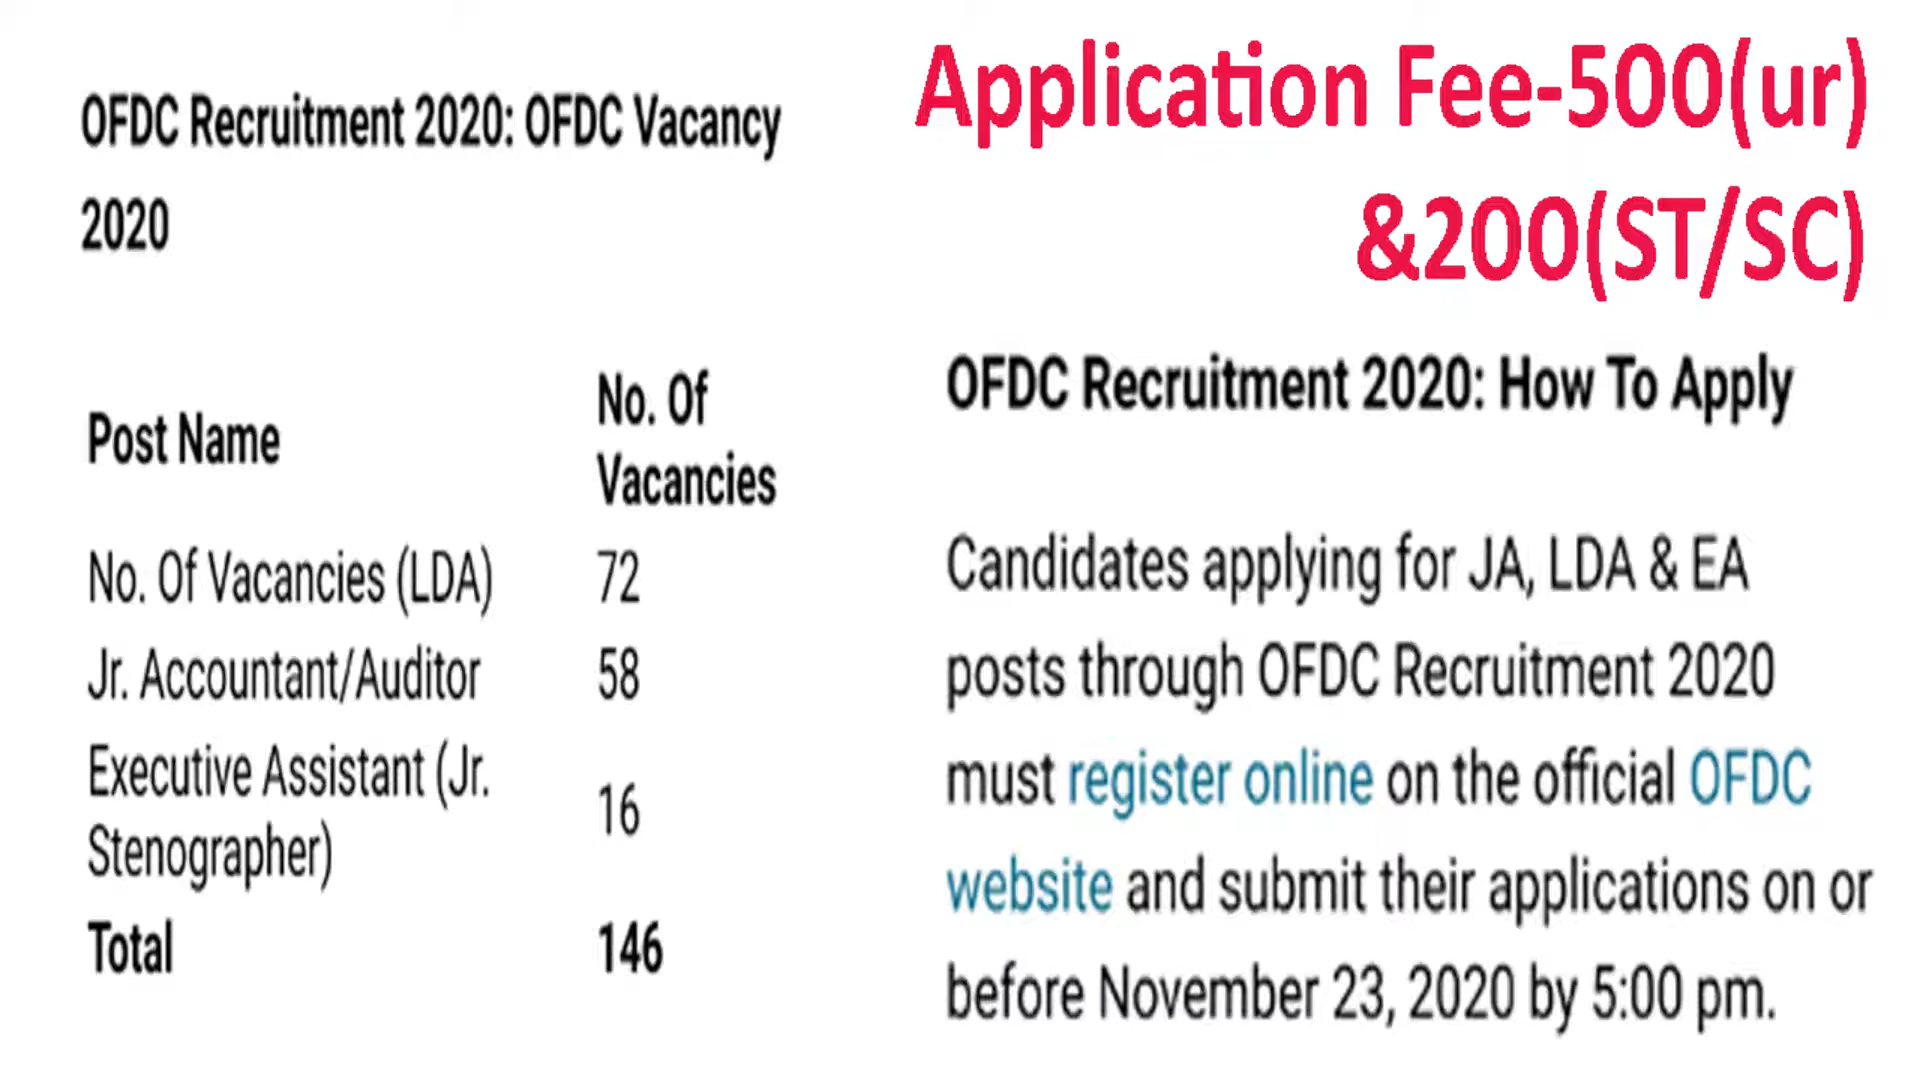 OFDC Recruitment 2020: OFDC Vacancy
2020
Post Name
No. Of
Vacancies
No. Of Vacancies (LDA) 72
Jr. Accountant/Auditor 58
Executive Assistant (Jr.
Stenographer)
16
Total 146
Application Fee-500(ur)
&200(ST/SC)
OFDC Recruitment 2020: How To Apply
Candidates applying for JA, LDA & EA
posts through OFDC Recruitment 2020
must register online on the official OFDC
website and submit their applications on or
before November 23, 2020 by 5:00 pm.